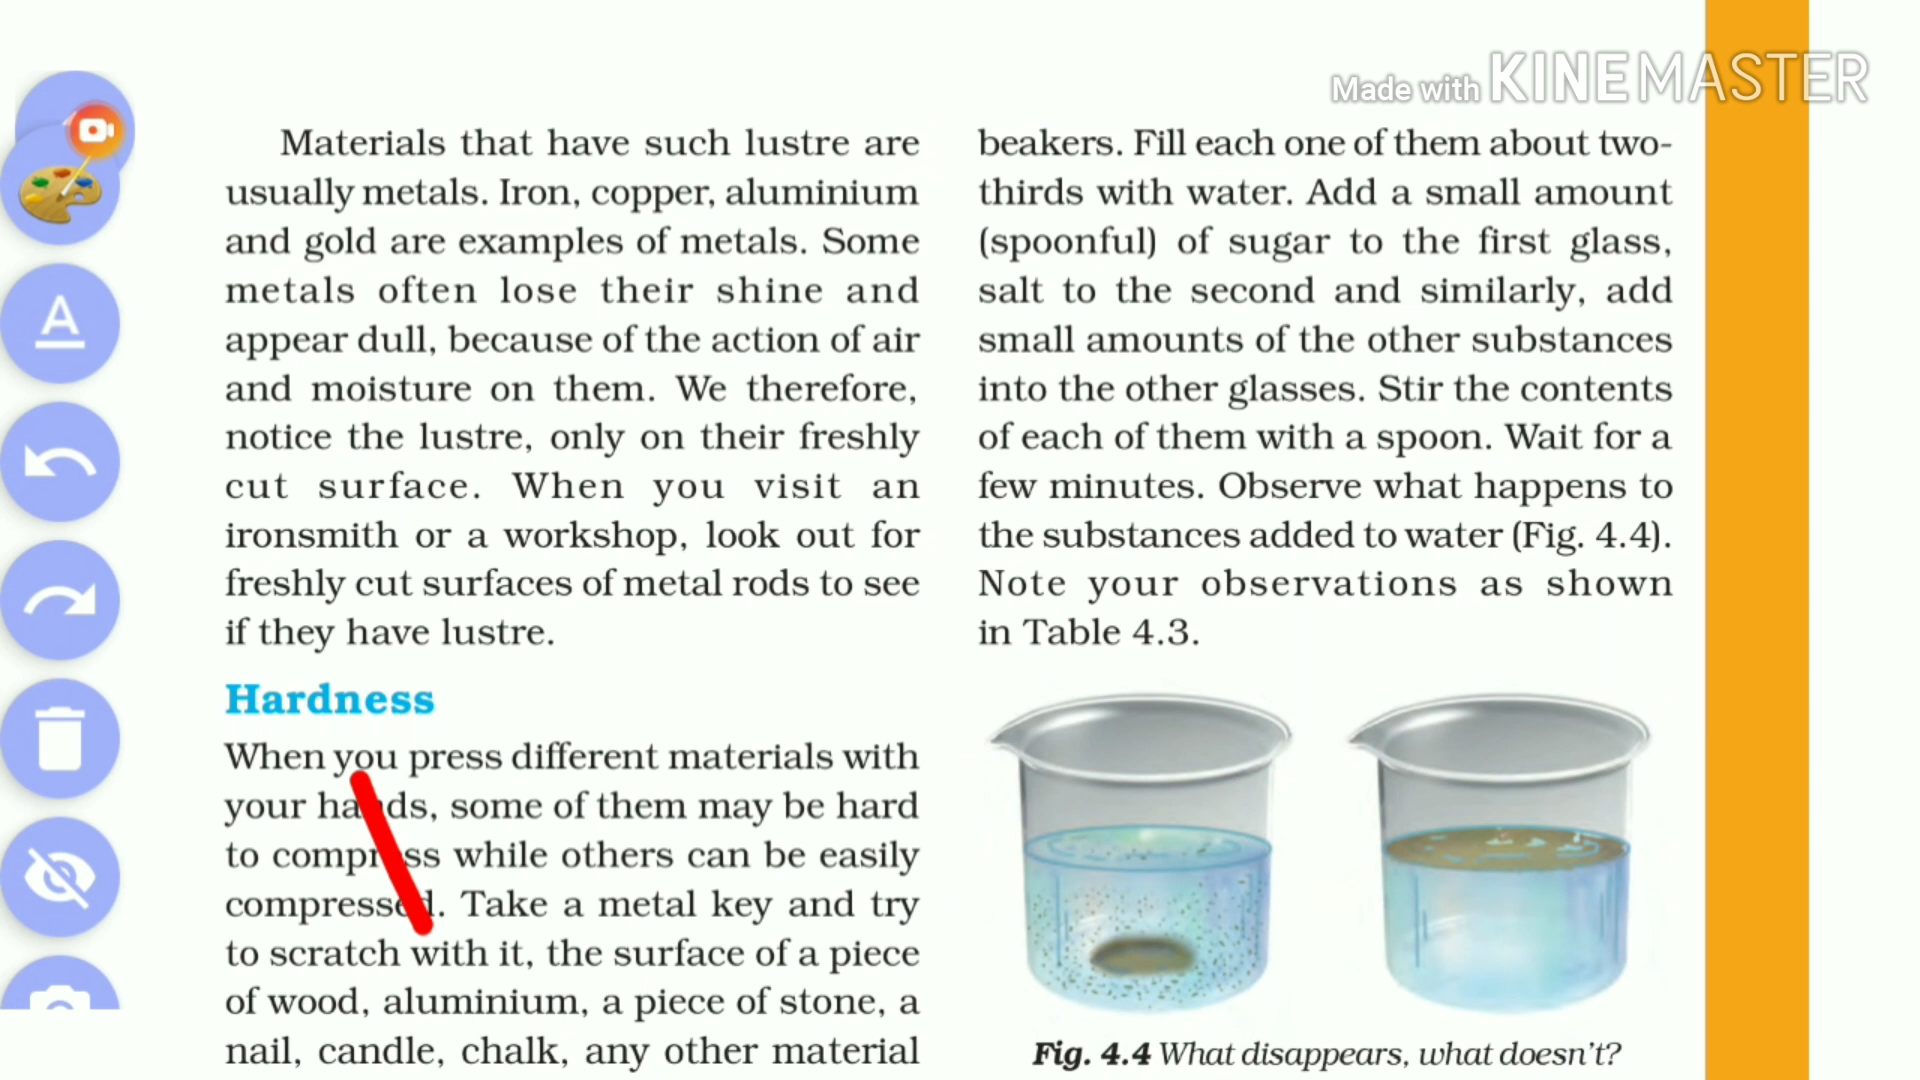 Made with KINEMASTER
Materials that have such lustre are
usually metals. Iron, copper, aluminium
and gold are examples of metals. Some
metals often lose their shine and
appear dull, because of the action of air
and moisture on them. We therefore,
notice the lustre, only on their freshly
cut surface. When you visit an
ironsmith or a workshop, look out for
freshly cut surfaces of metal rods to see
if they have lustre.
Hardness
When you press different materials with
your hands, some of them may be hard
to compress while others can be easily
compressed. Take a metal key and try
to scratch with it, the surface of a piece
of wood, aluminium, a piece of stone, a
nail, candle, chalk, any other material
beakers. Fill each one of them about two-
thirds with water. Add a small amount
(spoonful) of sugar to the first glass,
salt to the second and similarly, add
small amounts of the other substances
into the other glasses. Stir the contents
of each of them with a spoon. Wait for a
few minutes. Observe what happens to
the substances added to water (Fig. 4.4).
Note your observations as shown
in Table 4.3.
Fig. 4.4 What disappears, what doesn't?
A